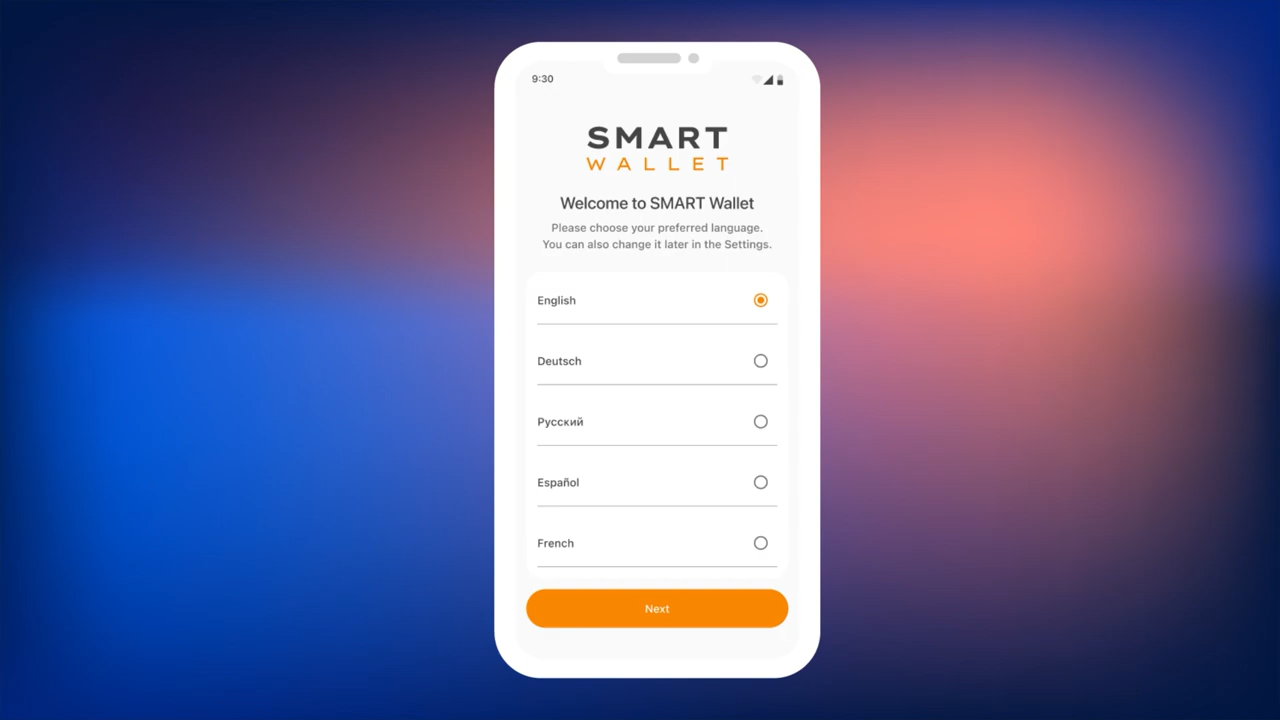 9:30
SMART
WALLET
Welcome to SMART Wallet
Please choose your preferred language.
You can also change it later in the Settings.
English
Deutsch
Русский
Español
French
Next